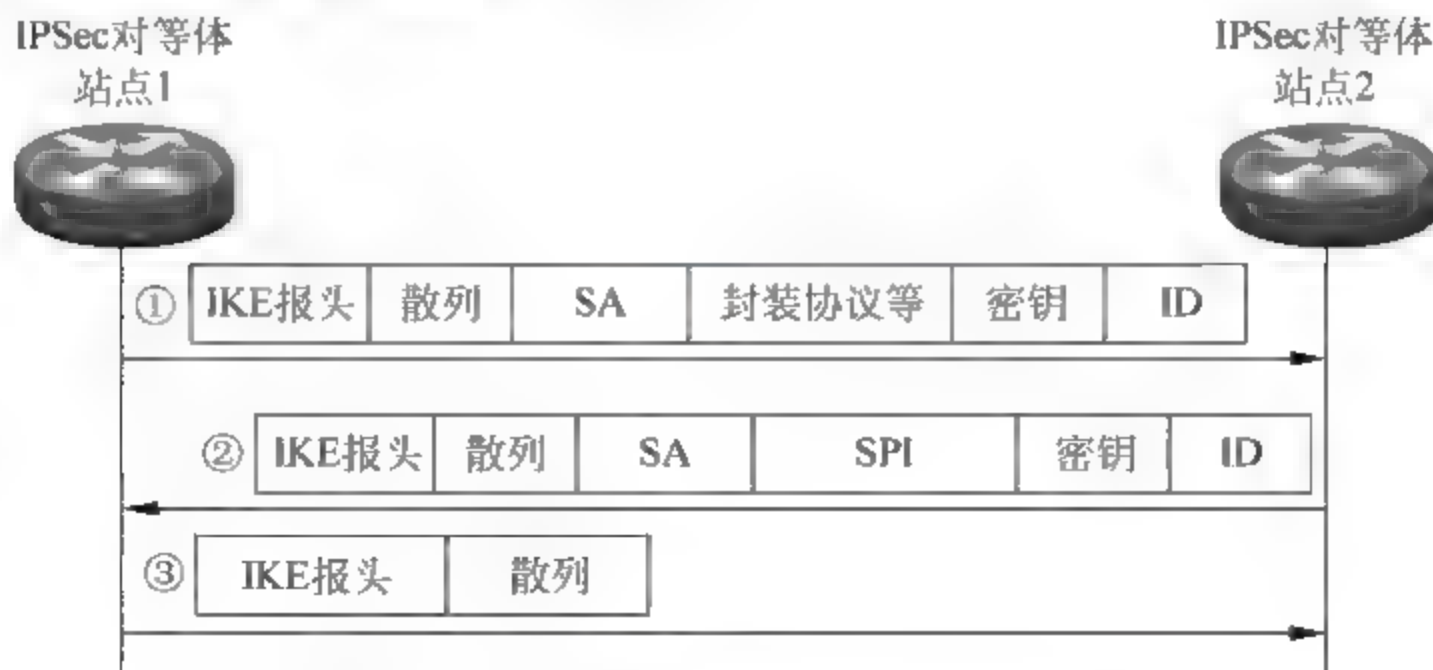 IPSec对等体
站点1
IPSec对等体
站点2
① IKE报头 散列 SA 封装协议等 密钥 ID
② IKE报头 散列 SA SPI 密钥 ID
③ IKE报头 散列